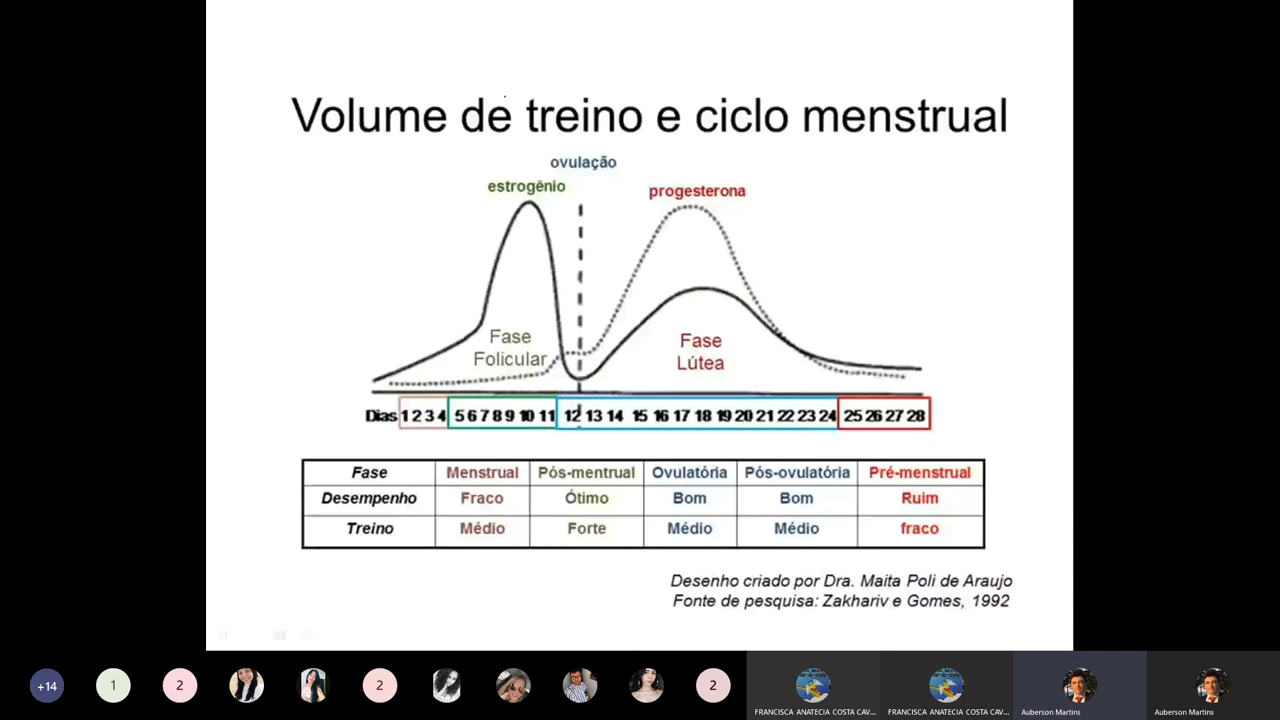 Volume de treino e ciclo menstrual
ovulação
estrogênio
progesterona
Fase
Folicular
Fase
Lútea
Dias 1 2 3 4 5 6 7 8 9 10 11 12 13 14 15 16 17 18 19 20 21 22 23 24 25 26 27 28
Fase Menstrual Pós-mentrual Ovulatória Pós-ovulatória Pré-menstrual
Desempenho Fraco Ótimo Bom Bom Ruim
Treino Médio Forte Médio Médio fraco
Desenho criado por Dra. Maita Poli de Araujo
Fonte de pesquisa: Zakhariv e Gomes, 1992
+14 1 2 2 2
FRANCISCA ANATECIA COSTA CAV... FRANCISCA ANATECIA COSTA CAV... Auberson Martins Auberson Martins